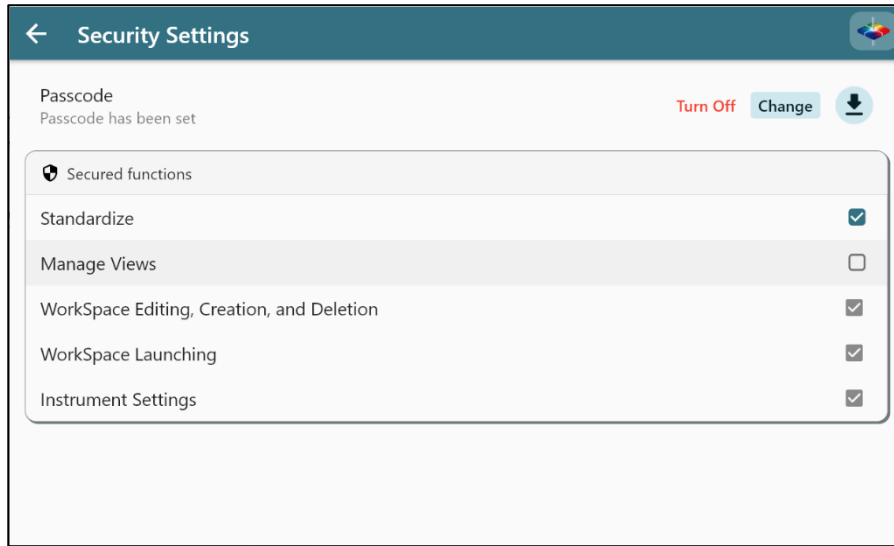 Security Settings
Passcode
Passcode has been set
Turn Off
Change
Secured functions
Standardize
Manage Views
WorkSpace Editing, Creation, and Deletion
WorkSpace Launching
Instrument Settings